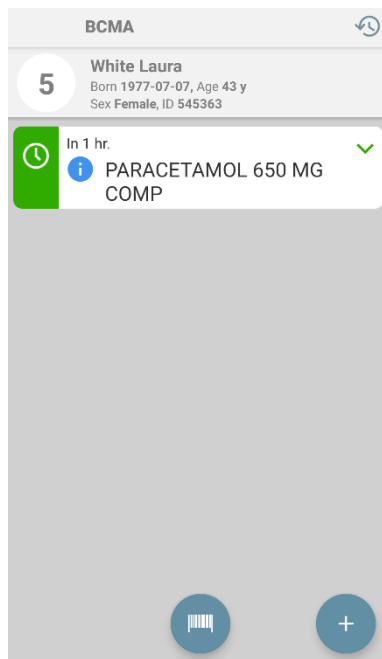 BCMA
5
White Laura
Born 1977-07-07, Age 43 y
Sex Female, ID 545363
In 1 hr.
PARACETAMOL 650 MG
COMP